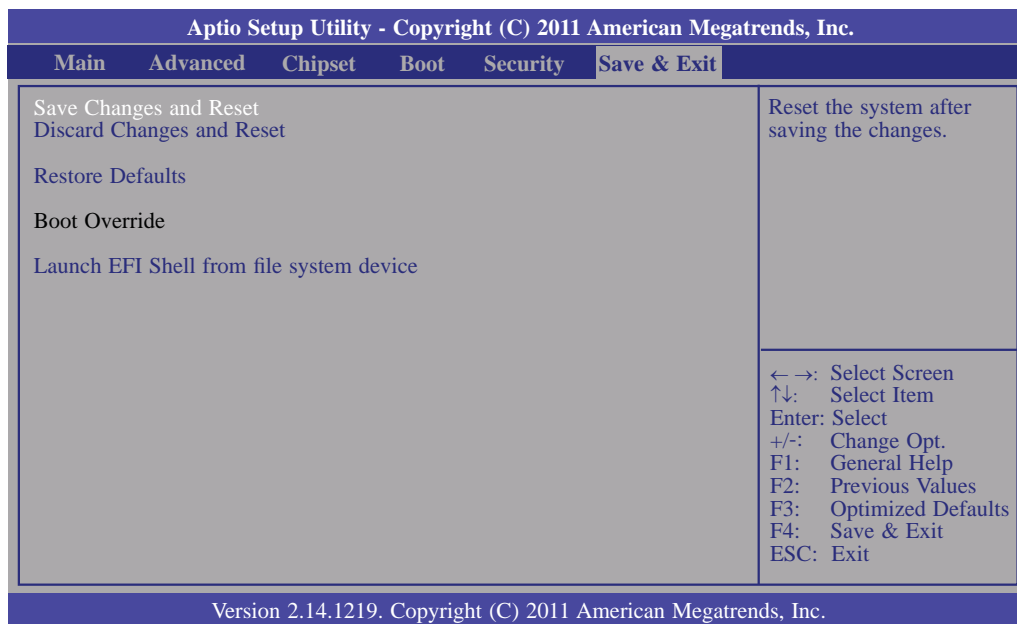 Aptio Setup Utility - Copyright (C) 2011 American Megatrends, Inc.
Main Advanced Chipset Boot Security Save & Exit
Save Changes and Reset
Discard Changes and Reset
Restore Defaults
Boot Override
Launch EFI Shell from file system device
Reset the system after
saving the changes.
← →: Select Screen
↑↓: Select Item
Enter: Select
+/-: Change Opt.
F1: General Help
F2: Previous Values
F3: Optimized Defaults
F4: Save & Exit
ESC: Exit
Version 2.14.1219. Copyright (C) 2011 American Megatrends, Inc.